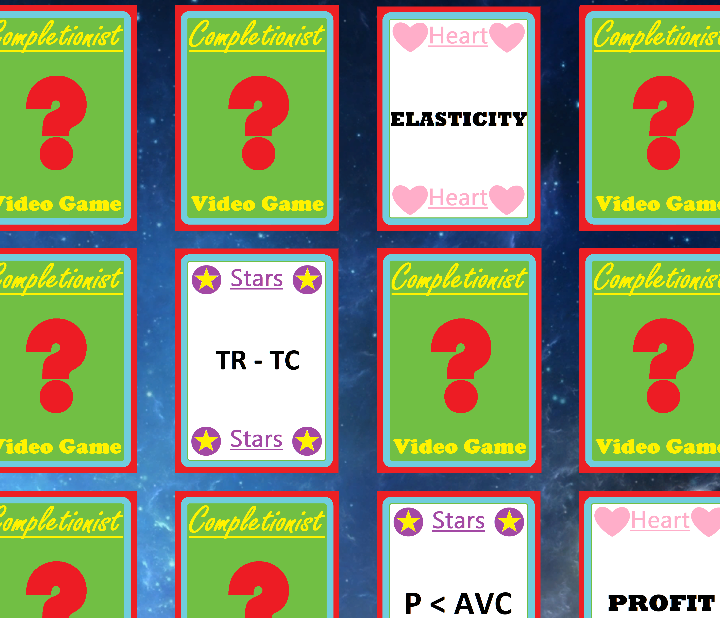 Completionist
?
Video Game
Completionist
?
Video Game
Heart
ELASTICITY
Heart
Completionist
?
Video Game
Completionist
?
Video Game
Stars
TR - TC
Stars
Completionist
?
Video Game
Completionist
?
Video Game
Completionist
?
Completionist
?
Stars
P < AVC
Heart
PROFIT